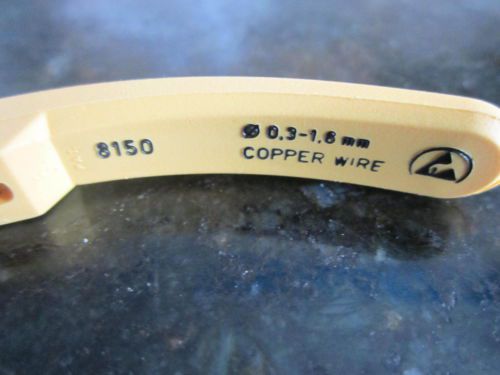 8150
Ø 0,3-1,6 mm
COPPER WIRE